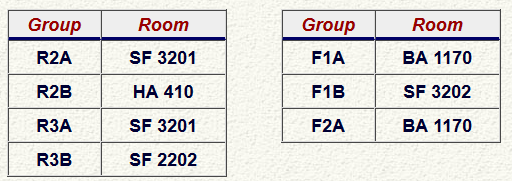 Group Room
R2A SF 3201
R2B HA 410
R3A SF 3201
R3B SF 2202
Group Room
F1A BA 1170
F1B SF 3202
F2A BA 1170